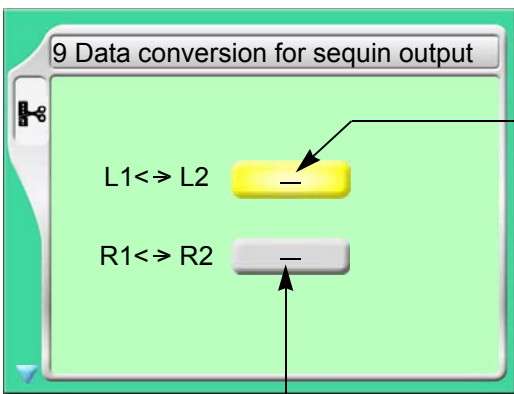 9 Data conversion for sequin output
L1<-> L2 —
R1<-> R2 —